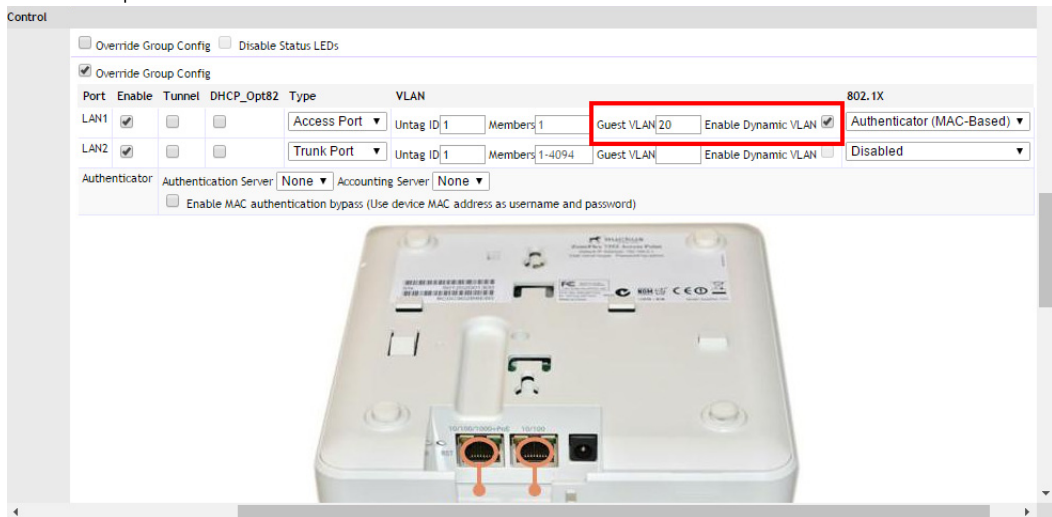 Control
Override Group Config Disable Status LEDs
Override Group Config
Port Enable Tunnel DHCP_Opt82 Type VLAN 802.1X
LAN1 Access Port Untag ID 1 Members 1 Guest VLAN 20 Enable Dynamic VLAN Authenticator (MAC-Based)
LAN2 Trunk Port Untag ID 1 Members 1-4094 Guest VLAN Enable Dynamic VLAN Disabled
Authenticator Authentication Server None Accounting Server None
Enable MAC authentication bypass (Use device MAC address as username and password)
FC
10/100/1000+PoE 10/100